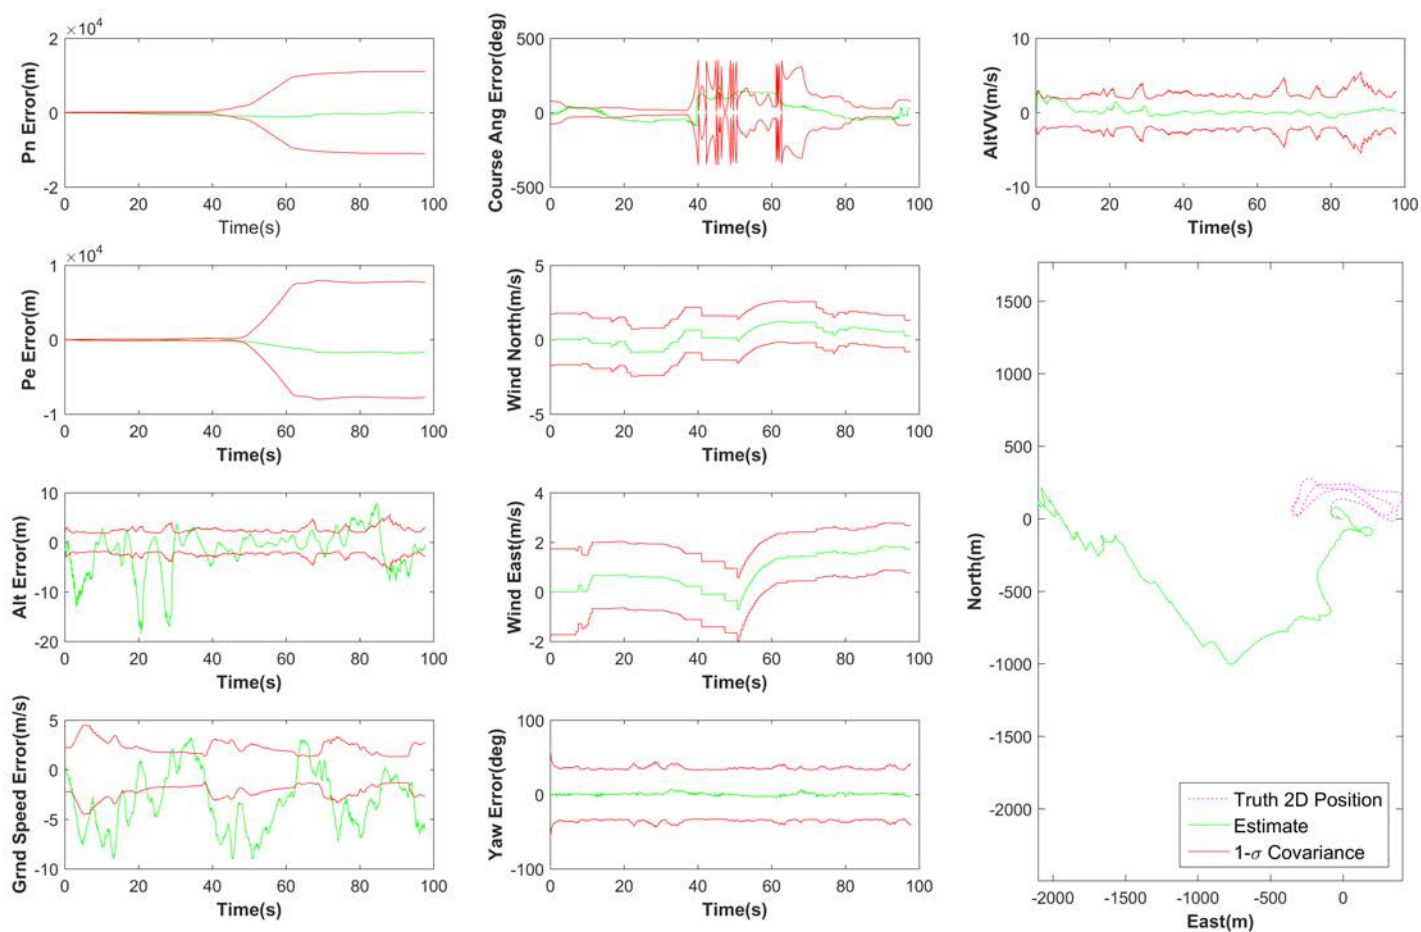 ×10⁴
2
1
0
-1
-2
Pn Error(m)
0 20 40 60 80 100
Time(s)
500
0
-500
Course Ang Error(deg)
0 20 40 60 80 100
Time(s)
10
0
-10
AltVV(m/s)
0 20 40 60 80 100
Time(s)
×10⁴
1
0
-1
Pe Error(m)
0 20 40 60 80 100
Time(s)
5
0
-5
Wind North(m/s)
0 20 40 60 80 100
Time(s)
10
0
-10
-20
Alt Error(m)
0 20 40 60 80 100
Time(s)
4
2
0
-2
Wind East(m/s)
0 20 40 60 80 100
Time(s)
5
0
-5
-10
Grnd Speed Error(m/s)
0 20 40 60 80 100
Time(s)
100
0
-100
Yaw Error(deg)
0 20 40 60 80 100
Time(s)
1500
1000
500
0
-500
-1000
-1500
-2000
North(m)
Truth 2D Position
Estimate
1-σ Covariance
-2000 -1500 -1000 -500 0
East(m)